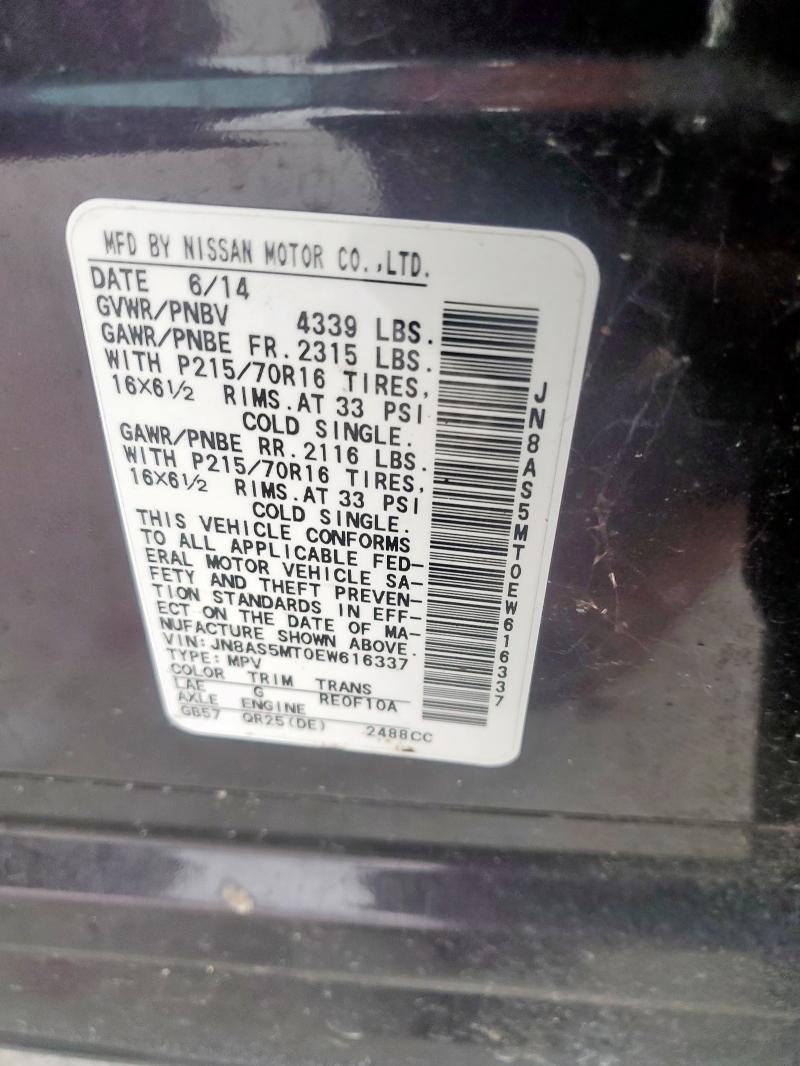 MFD BY NISSAN MOTOR CO.,LTD.
DATE 6/14
GVWR/PNBV 4339 LBS.
GAWR/PNBE FR. 2315 LBS.
WITH P215/70R16 TIRES,
16X6½ RIMS.AT 33 PSI
COLD SINGLE.
GAWR/PNBE RR. 2116 LBS.
WITH P215/70R16 TIRES,
16X6½ RIMS.AT 33 PSI
COLD SINGLE.
THIS VEHICLE CONFORMS
TO ALL APPLICABLE FED-
ERAL MOTOR VEHICLE SA-
FETY AND THEFT PREVEN-
TION STANDARDS IN EFF-
ECT ON THE DATE OF MA-
NUFACTURE SHOWN ABOVE.
VIN:JN8AS5MT0EW616337
TYPE:MPV
COLOR TRIM TRANS
LAE G RE0F10A
AXLE ENGINE
GB57 QR25(DE) 2488CC
JN8AS5MT0EW616337